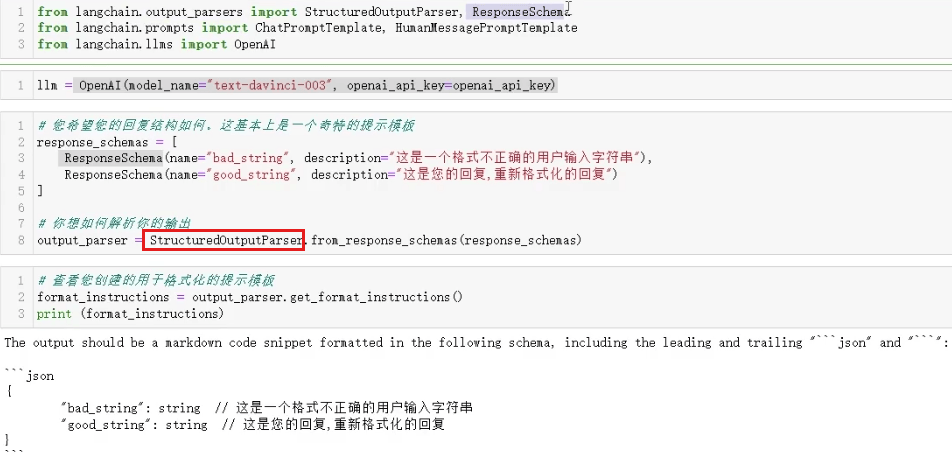 1 from langchain.output_parsers import StructuredOutputParser, ResponseSchema
2 from langchain.prompts import ChatPromptTemplate, HumanMessagePromptTemplate
3 from langchain.llms import OpenAI
1 llm = OpenAI(model_name="text-davinci-003", openai_api_key=openai_api_key)
1 # 您希望您的回复结构如何。这基本上是一个奇特的提示模板
2 response_schemas = [
3 ResponseSchema(name="bad_string", description="这是一个格式不正确的用户输入字符串"),
4 ResponseSchema(name="good_string", description="这是您的回复,重新格式化的回复")
5 ]
6
7 # 你想如何解析你的输出
8 output_parser = StructuredOutputParser.from_response_schemas(response_schemas)
1 # 查看您创建的用于格式化的提示模板
2 format_instructions = output_parser.get_format_instructions()
3 print (format_instructions)
The output should be a markdown code snippet formatted in the following schema, including the leading and trailing "```json" and "```":
```json
{
"bad_string": string // 这是一个格式不正确的用户输入字符串
"good_string": string // 这是您的回复,重新格式化的回复
}
```